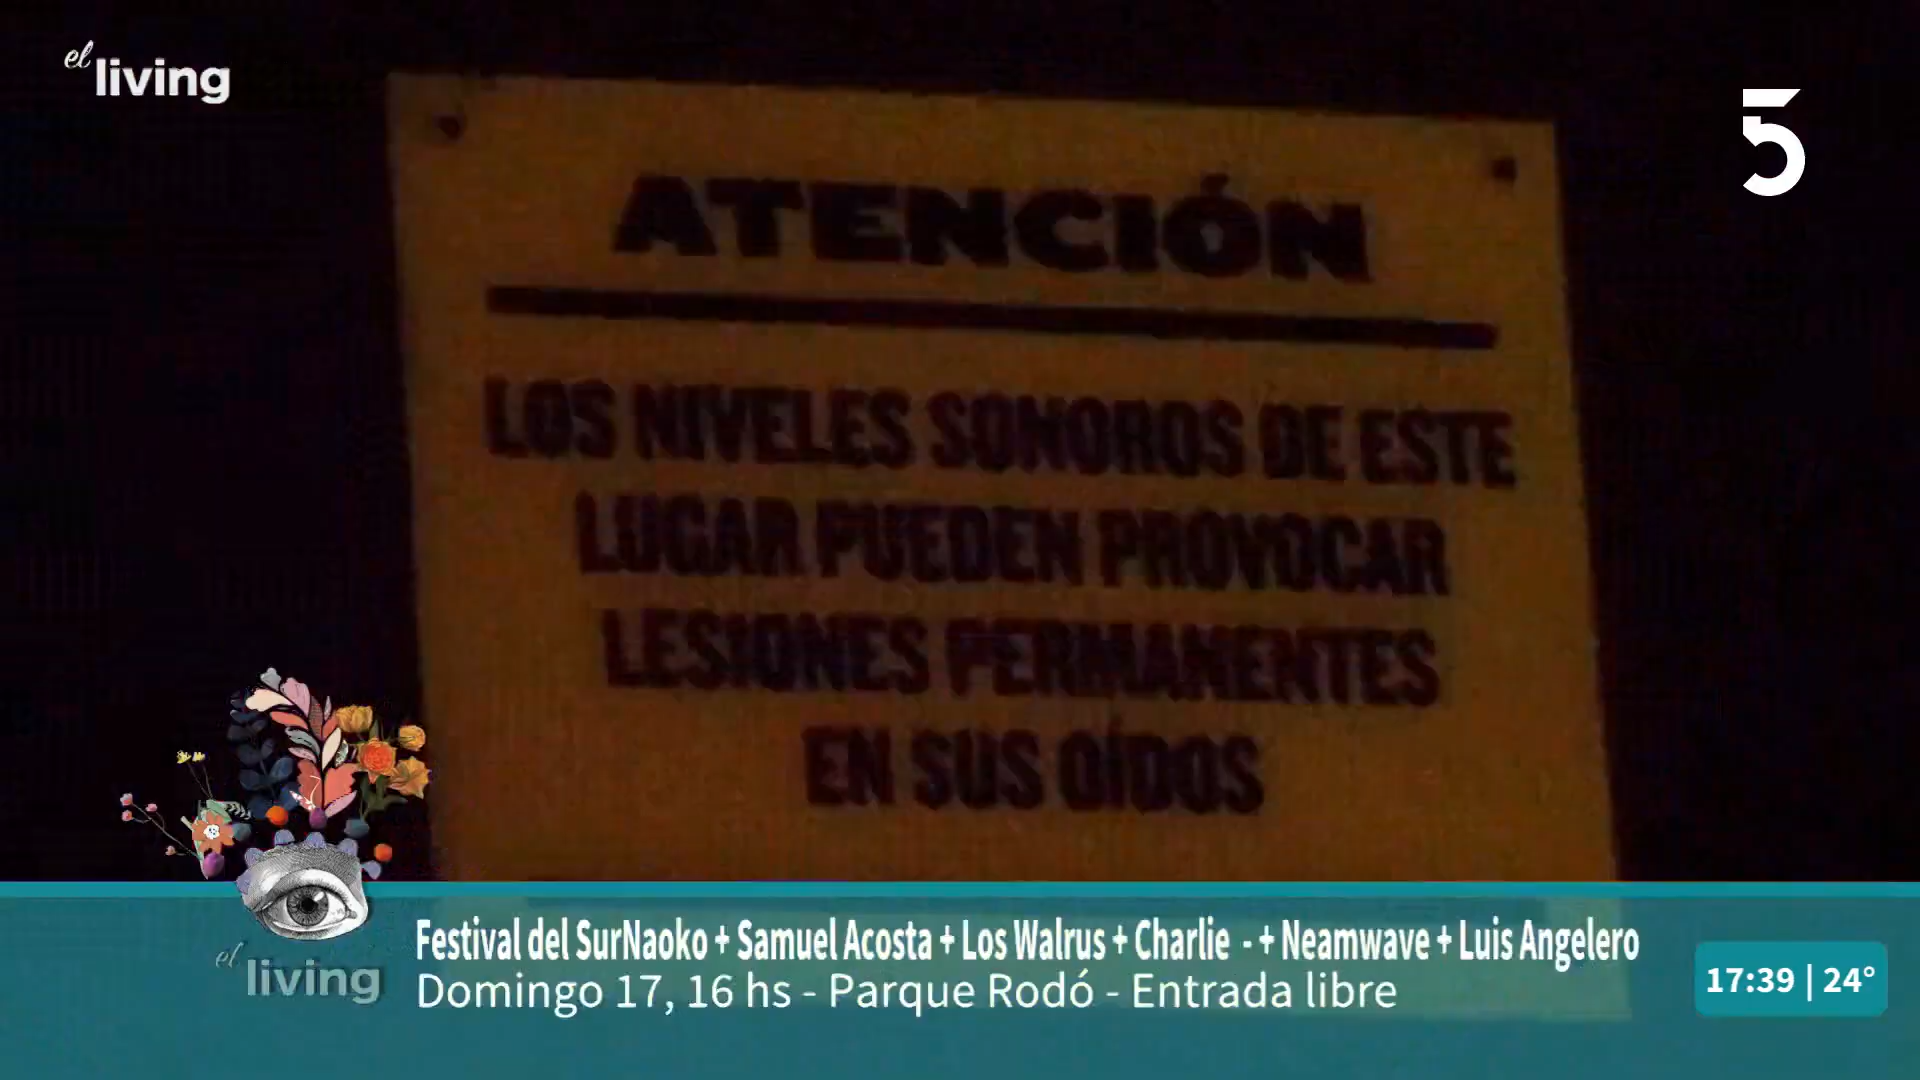 el living
5
ATENCIÓN
LOS NIVELES SONOROS DE ESTE
LUGAR PUEDEN PROVOCAR
LESIONES PERMANENTES
EN SUS OÍDOS
el living
Festival del SurNaoko + Samuel Acosta + Los Walrus + Charlie - + Neamwave + Luis Angelero
Domingo 17, 16 hs - Parque Rodó - Entrada libre
17:39 | 24°